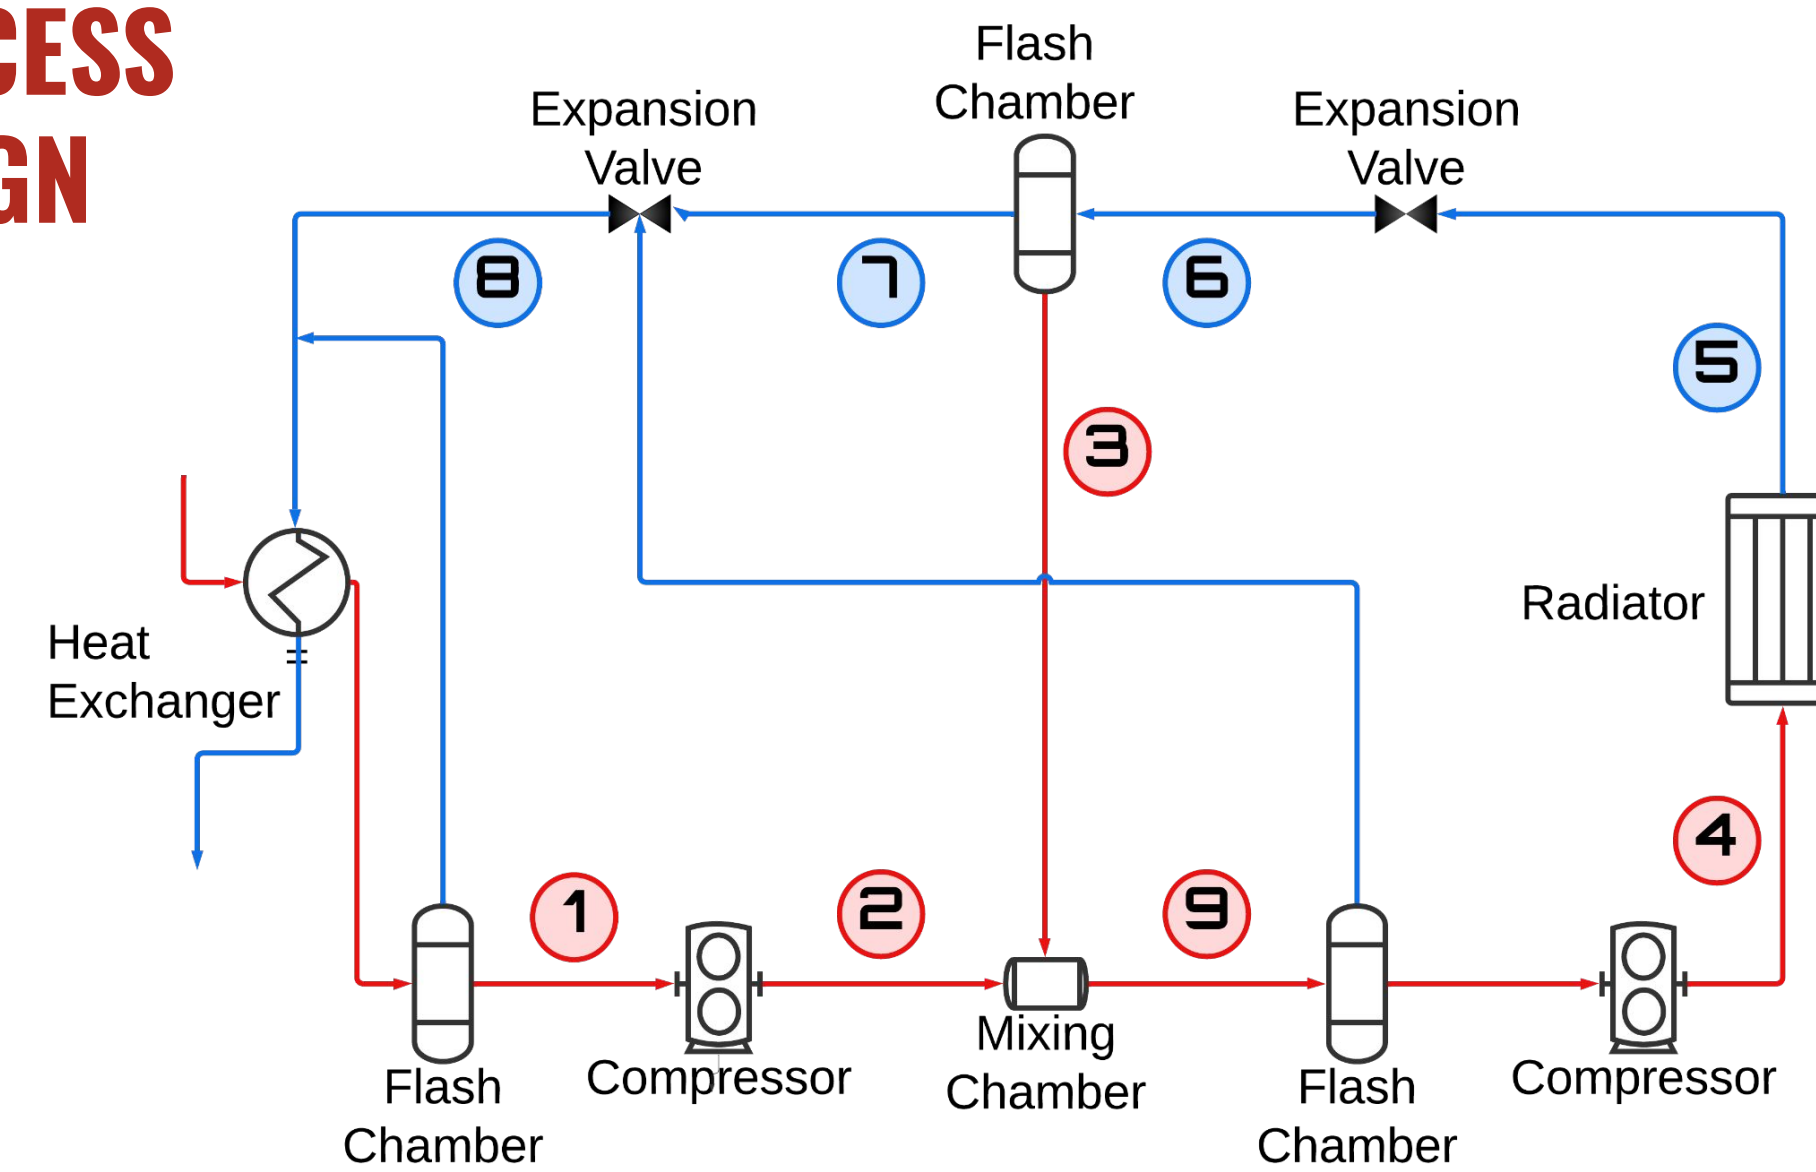 CESS
GN
Flash
Chamber
Expansion
Valve
Expansion
Valve
8
7
6
5
3
Heat
Exchanger
Radiator
4
1
2
9
Mixing
Chamber
Compressor
Compressor
Flash
Chamber
Flash
Chamber